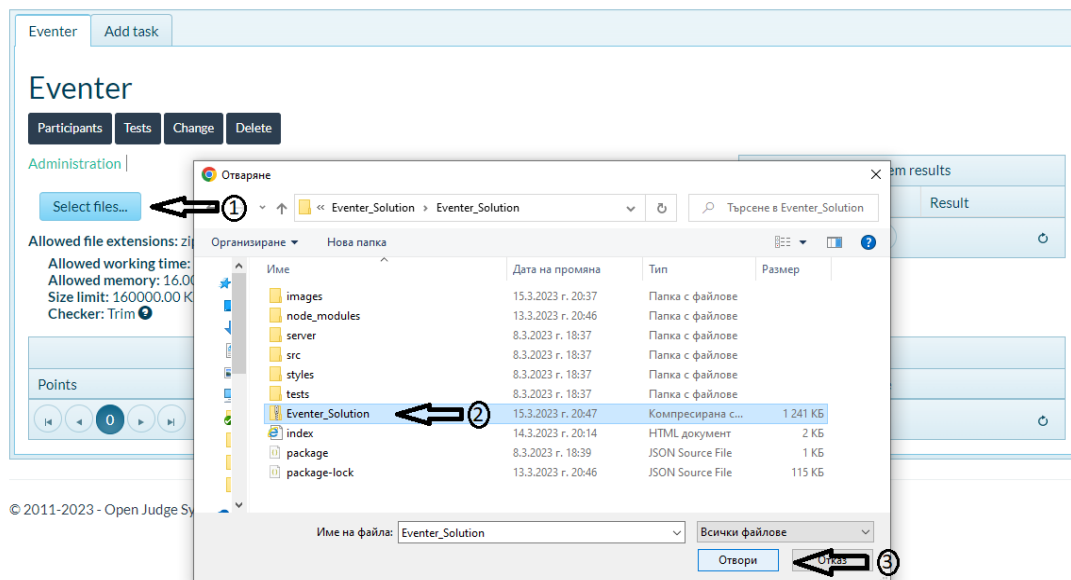 Eventer Add task
Eventer
Participants Tests Change Delete
Administration
Select files...
Allowed file extensions:
Allowed working time:
Allowed memory: 16.00
Size limit: 160000.00 K
Checker: Trim ?
Points
0
results
Result
© 2011-2023 - Open Judge Sy
1
Отваряне
« Eventer_Solution › Eventer_Solution
Търсене в Eventer_Solution
Организиране Нова папка ?
Име Дата на промяна Тип Размер
images 15.3.2023 г. 20:37 Папка с файлове
node_modules 13.3.2023 г. 20:46 Папка с файлове
server 8.3.2023 г. 18:37 Папка с файлове
src 8.3.2023 г. 18:37 Папка с файлове
styles 8.3.2023 г. 18:37 Папка с файлове
tests 8.3.2023 г. 18:37 Папка с файлове
Eventer_Solution 2 15.3.2023 г. 20:47 Компресирана с... 1 241 КБ
index 14.3.2023 г. 20:14 HTML документ 2 КБ
package 8.3.2023 г. 18:39 JSON Source File 1 КБ
package-lock 13.3.2023 г. 20:46 JSON Source File 115 КБ
Име на файла: Eventer_Solution Всички файлове
Отвори Отказ 3